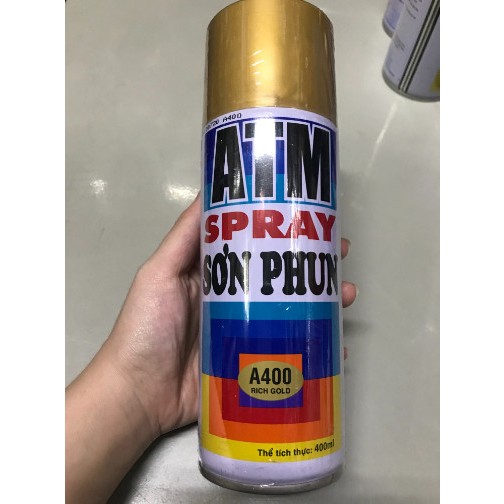 A400
ATM
SPRAY
SƠN PHUN
A400
RICH GOLD
Thể tích thực: 400ml